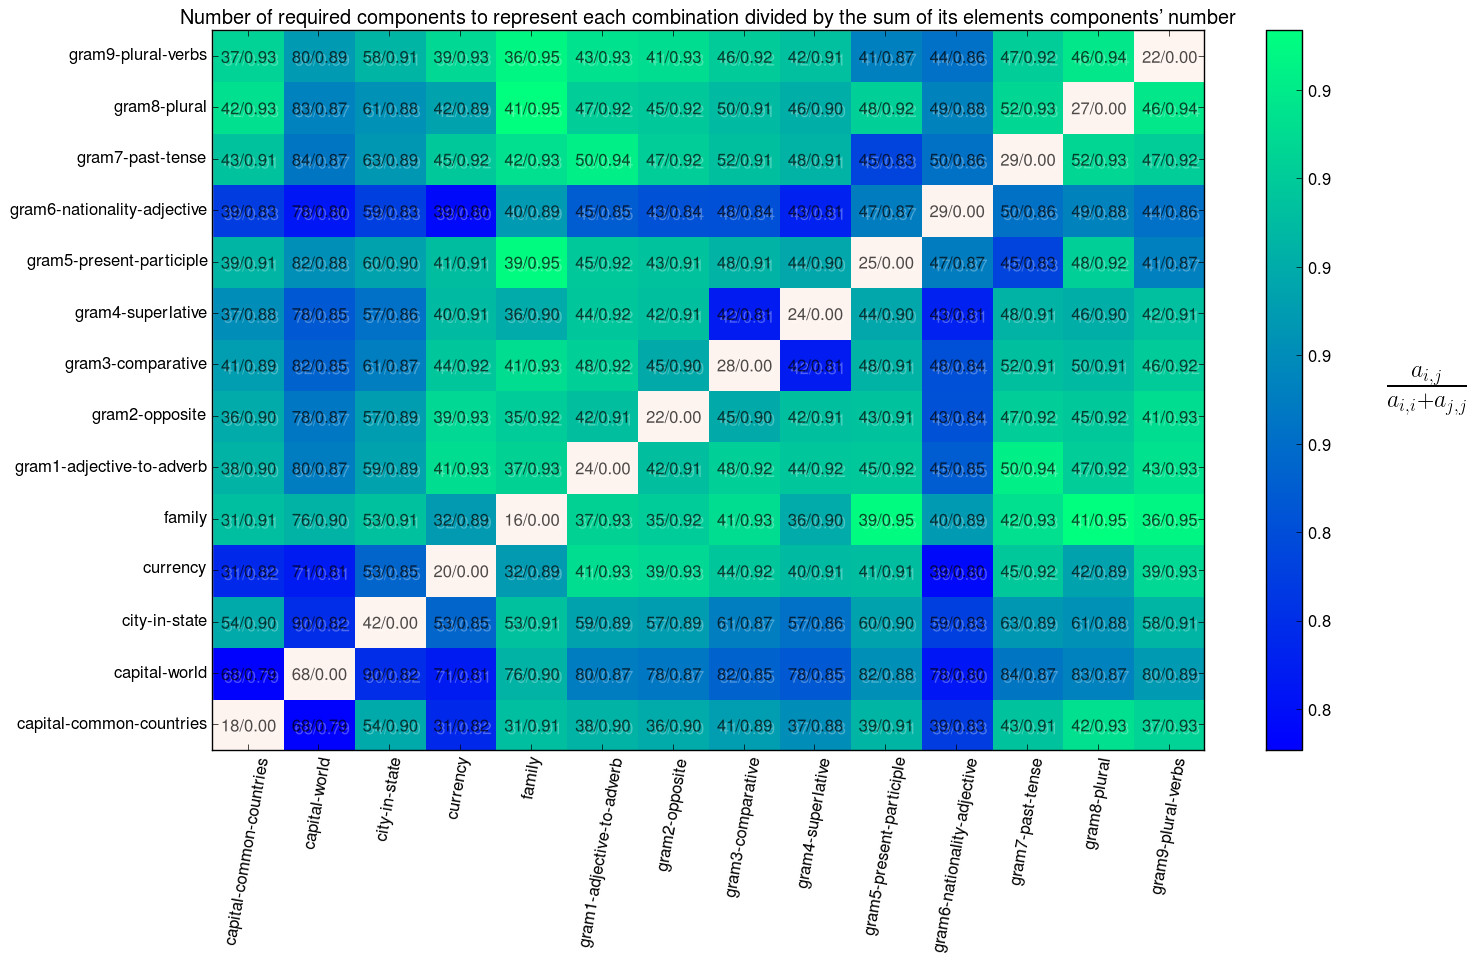 Number of required components to represent each combination divided by the sum of its elements components' number
gram9-plural-verbs 37/0.93 80/0.89 58/0.91 39/0.93 36/0.95 43/0.93 41/0.93 46/0.92 42/0.91 41/0.87 44/0.86 47/0.92 46/0.94 22/0.00
gram8-plural 42/0.93 83/0.87 61/0.88 42/0.89 41/0.95 47/0.92 45/0.92 50/0.91 46/0.90 48/0.92 49/0.88 52/0.93 27/0.00 46/0.94
gram7-past-tense 43/0.91 84/0.87 63/0.89 45/0.92 42/0.93 50/0.94 47/0.92 52/0.91 48/0.91 45/0.83 50/0.86 29/0.00 52/0.93 47/0.92
gram6-nationality-adjective 39/0.83 78/0.80 59/0.83 39/0.80 40/0.89 45/0.85 43/0.84 48/0.84 43/0.81 47/0.87 29/0.00 50/0.86 49/0.88 44/0.86
gram5-present-participle 39/0.91 82/0.88 60/0.90 41/0.91 39/0.95 45/0.92 43/0.91 48/0.91 44/0.90 25/0.00 47/0.87 45/0.83 48/0.92 41/0.87
gram4-superlative 37/0.88 78/0.85 57/0.86 40/0.91 36/0.90 44/0.92 42/0.91 42/0.81 24/0.00 44/0.90 43/0.81 48/0.91 46/0.90 42/0.91
gram3-comparative 41/0.89 82/0.85 61/0.87 44/0.92 41/0.93 48/0.92 45/0.90 28/0.00 42/0.81 48/0.91 48/0.84 52/0.91 50/0.91 46/0.92
gram2-opposite 36/0.90 78/0.87 57/0.89 39/0.93 35/0.92 42/0.91 22/0.00 45/0.90 42/0.91 43/0.91 43/0.84 47/0.92 45/0.92 41/0.93
gram1-adjective-to-adverb 38/0.90 80/0.87 59/0.89 41/0.93 37/0.93 24/0.00 42/0.91 48/0.92 44/0.92 45/0.92 45/0.85 50/0.94 47/0.92 43/0.93
family 31/0.91 76/0.90 53/0.91 32/0.89 16/0.00 37/0.93 35/0.92 41/0.93 36/0.90 39/0.95 40/0.89 42/0.93 41/0.95 36/0.95
currency 31/0.82 71/0.81 53/0.85 20/0.00 32/0.89 41/0.93 39/0.93 44/0.92 40/0.91 41/0.91 39/0.80 45/0.92 42/0.89 39/0.93
city-in-state 54/0.90 90/0.82 42/0.00 53/0.85 53/0.91 59/0.89 57/0.89 61/0.87 57/0.86 60/0.90 59/0.83 63/0.89 61/0.88 58/0.91
capital-world 68/0.79 68/0.00 90/0.82 71/0.81 76/0.90 80/0.87 78/0.87 82/0.85 78/0.85 82/0.88 78/0.80 84/0.87 83/0.87 80/0.89
capital-common-countries 18/0.00 68/0.79 54/0.90 31/0.82 31/0.91 38/0.90 36/0.90 41/0.89 37/0.88 39/0.91 39/0.83 43/0.91 42/0.93 37/0.93
capital-common-countries
capital-world
city-in-state
currency
family
gram1-adjective-to-adverb
gram2-opposite
gram3-comparative
gram4-superlative
gram5-present-participle
gram6-nationality-adjective
gram7-past-tense
gram8-plural
gram9-plural-verbs
0.9
0.9
0.9
0.9
0.9
0.8
0.8
0.8
a_{i,j}
a_{i,i}+a_{j,j}